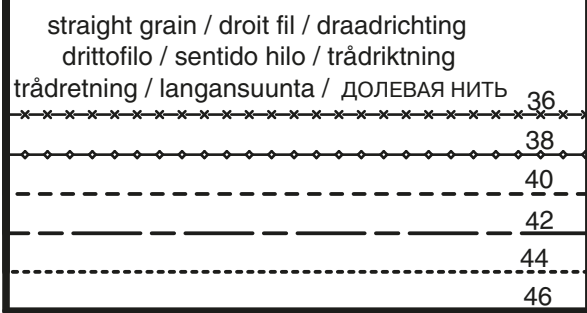 straight grain / droit fil / draadrichting
drittofilo / sentido hilo / trådriktning
trådretning / langansuunta / ДОЛЕВАЯ НИТЬ
36
38
40
42
44
46